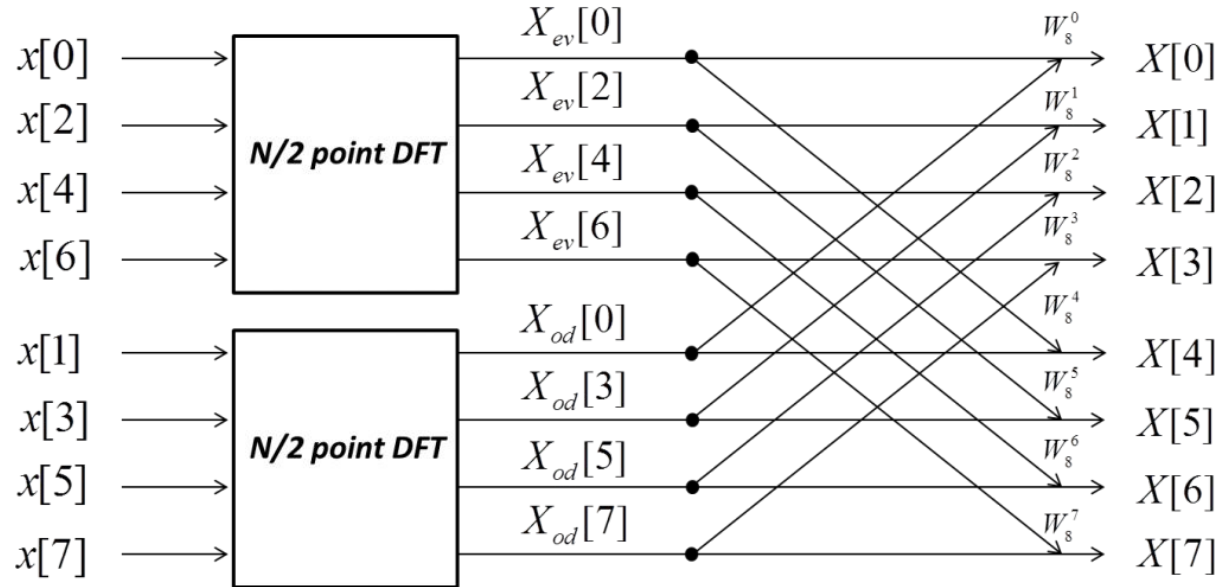 X_ev[0]
W_8^0
x[0]
X[0]
X_ev[2]
W_8^1
x[2]
X[1]
N/2 point DFT
X_ev[4]
W_8^2
x[4]
X[2]
X_ev[6]
W_8^3
x[6]
X[3]
X_od[0]
W_8^4
x[1]
X[4]
X_od[3]
W_8^5
x[3]
X[5]
N/2 point DFT
X_od[5]
W_8^6
x[5]
X[6]
X_od[7]
W_8^7
x[7]
X[7]